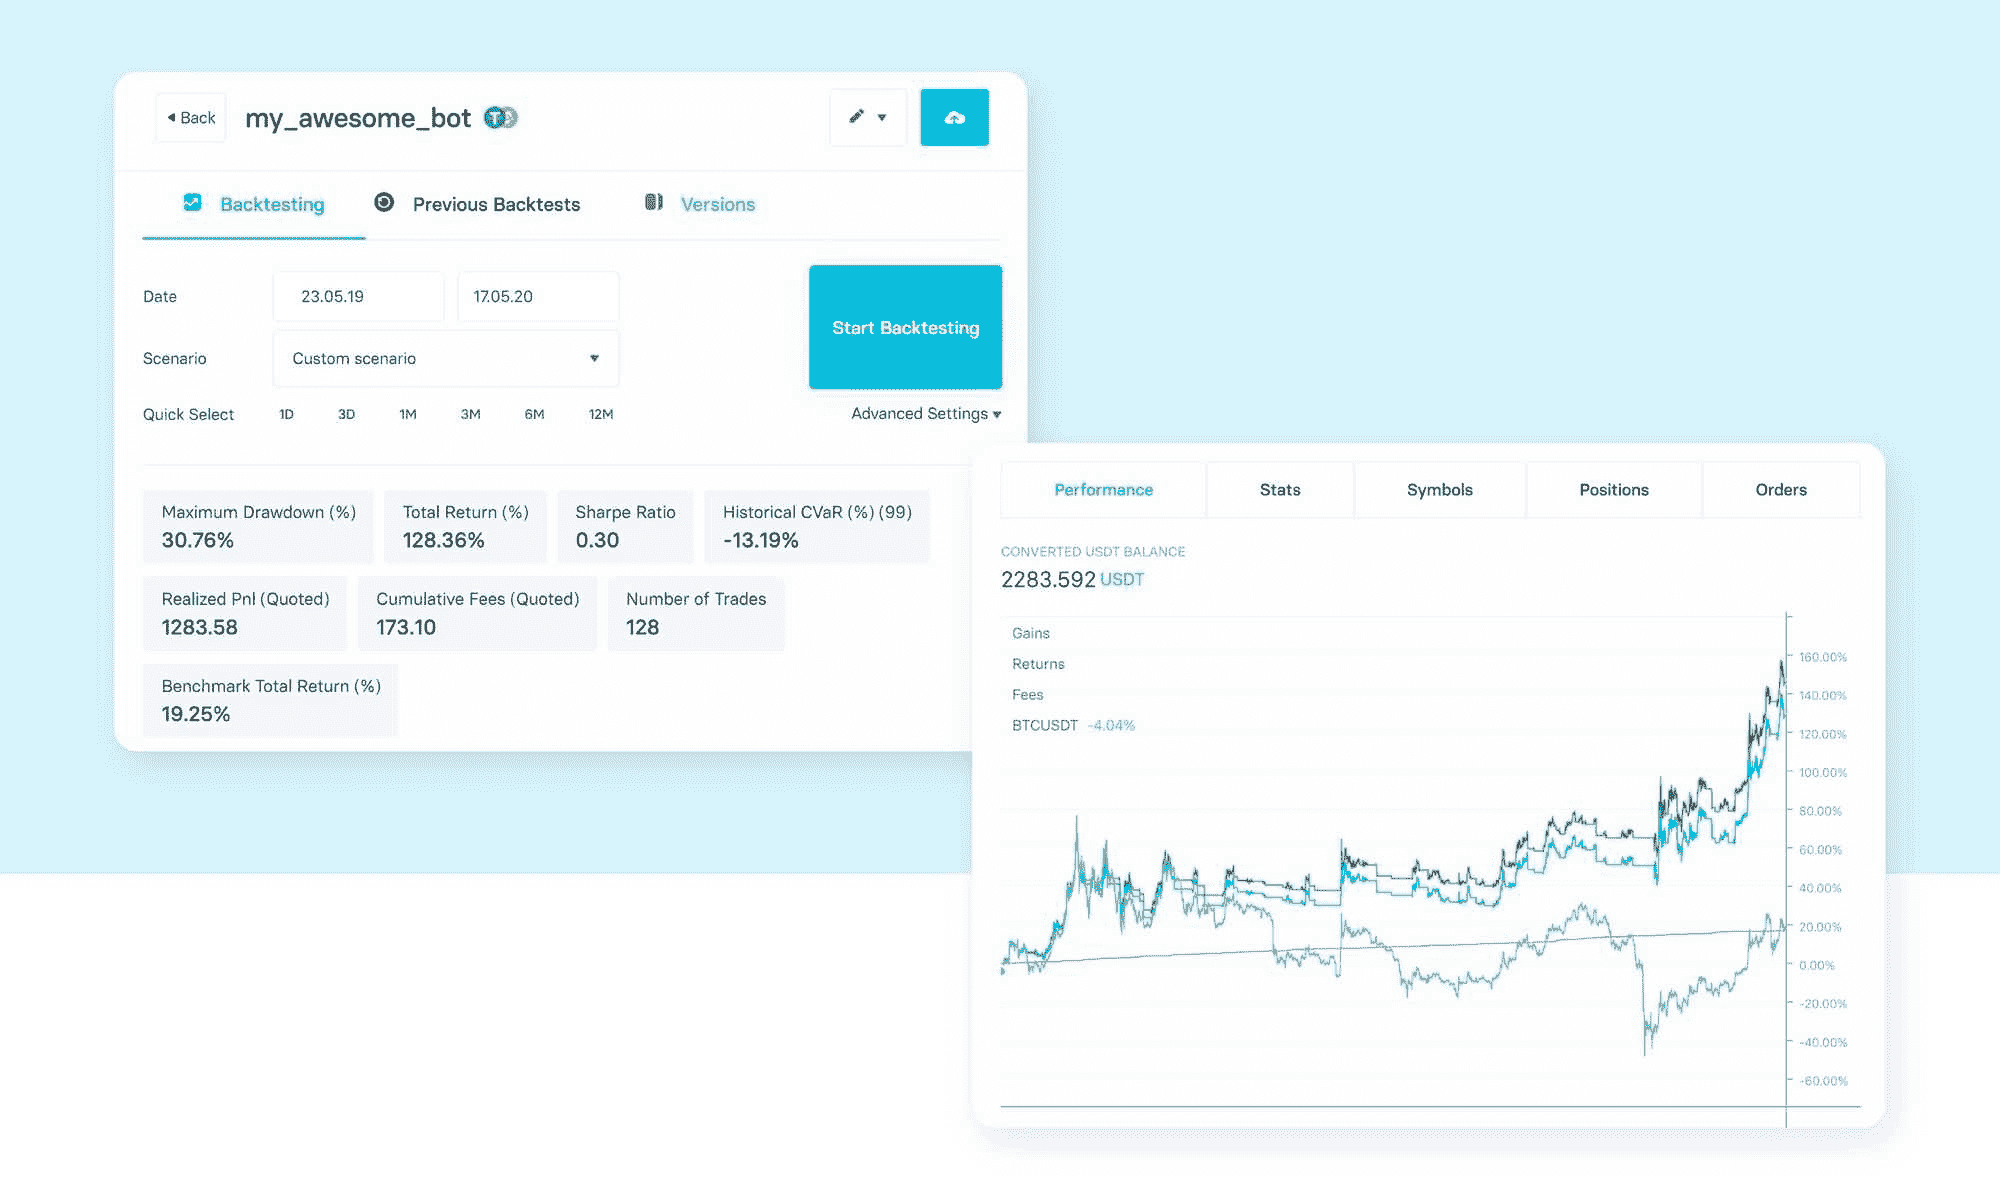 Back my_awesome_bot
Backtesting Previous Backtests Versions
Date 23.05.19 17.05.20
Start Backtesting
Scenario Custom scenario
Quick Select 1D 3D 1M 3M 6M 12M
Advanced Settings
Maximum Drawdown (%) Total Return (%) Sharpe Ratio Historical CVaR (%) (99)
30.76% 128.36% 0.30 -13.19%
Realized Pnl (Quoted) Cumulative Fees (Quoted) Number of Trades
1283.58 173.10 128
Benchmark Total Return (%)
19.25%
Performance Stats Symbols Positions Orders
CONVERTED USDT BALANCE
2283.592 USDT
Gains
Returns
Fees
BTCUSDT -4.04%
160.00%
140.00%
120.00%
100.00%
80.00%
60.00%
40.00%
20.00%
0.00%
-20.00%
-40.00%
-60.00%